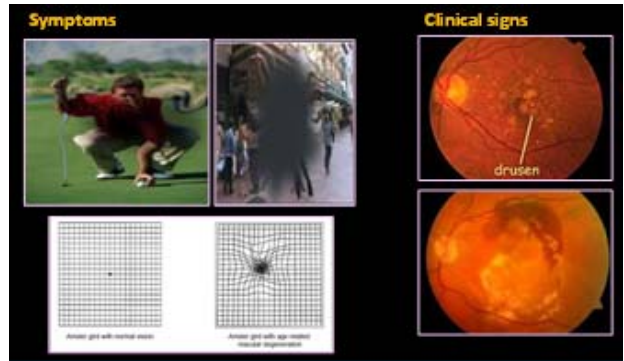 Symptoms
Clinical signs
drusen
Amsler grid with normal vision
Amsler grid with age-related
macular degeneration